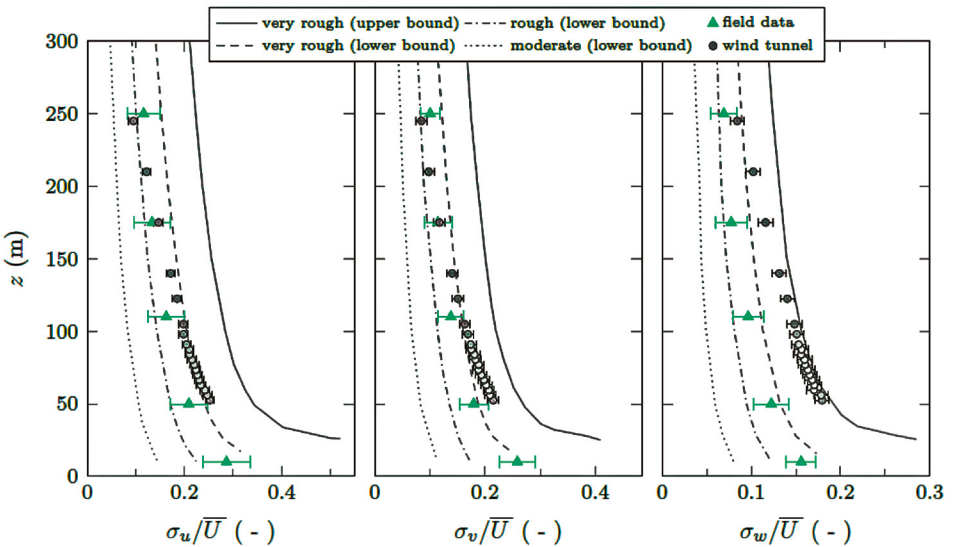 very rough (upper bound) rough (lower bound) field data
very rough (lower bound) moderate (lower bound) wind tunnel
300
250
200
150
100
50
0
z (m)
0 0.2 0.4 0 0.2 0.4 0 0.1 0.2 0.3
σu/U̅ ( - ) σv/U̅ ( - ) σw/U̅ ( - )